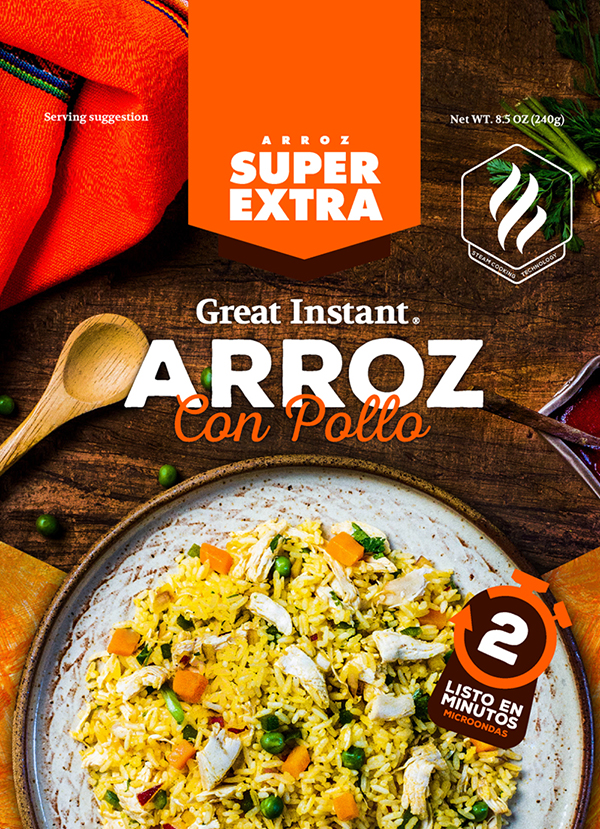 Serving suggestion
Net WT. 8.5 OZ (240g)
ARROZ
SUPER
EXTRA
STEAM COOKING TECHNOLOGY
Great Instant®
ARROZ
Con Pollo
2
LISTO EN
MINUTOS
MICROONDAS